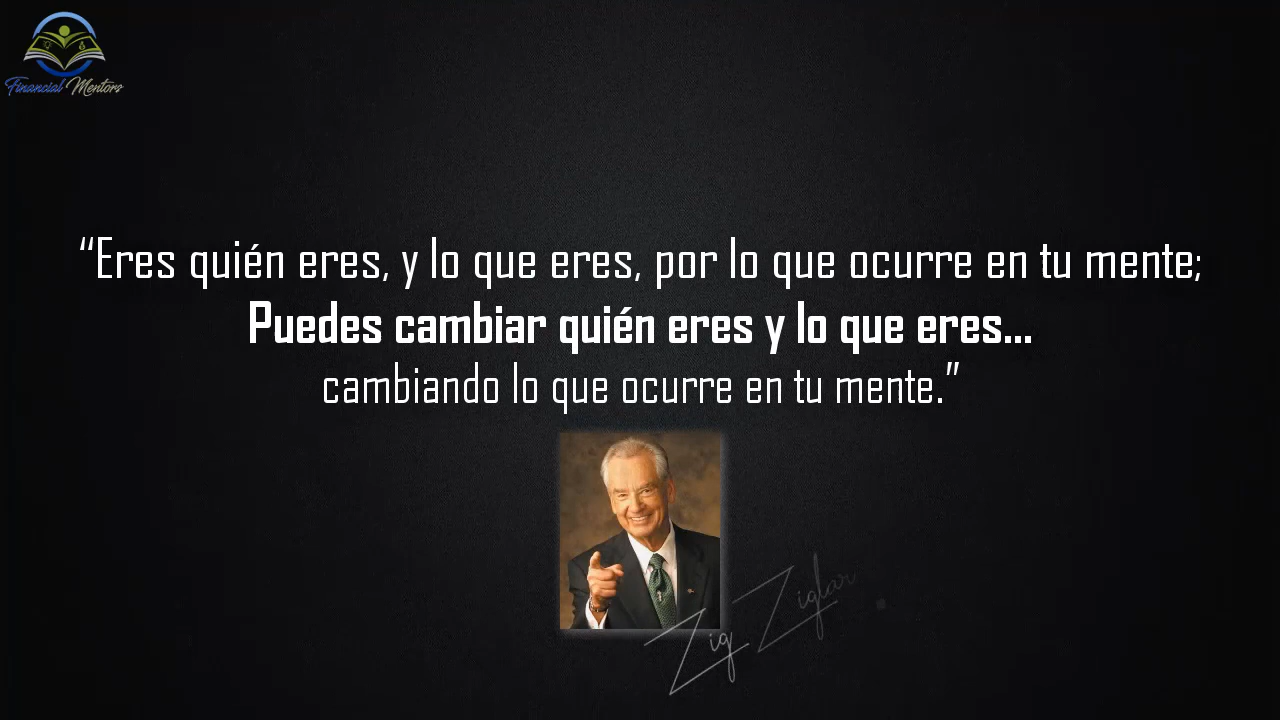 Financial Mentors
“Eres quién eres, y lo que eres, por lo que ocurre en tu mente;
Puedes cambiar quién eres y lo que eres...
cambiando lo que ocurre en tu mente.”
Zig Ziglar